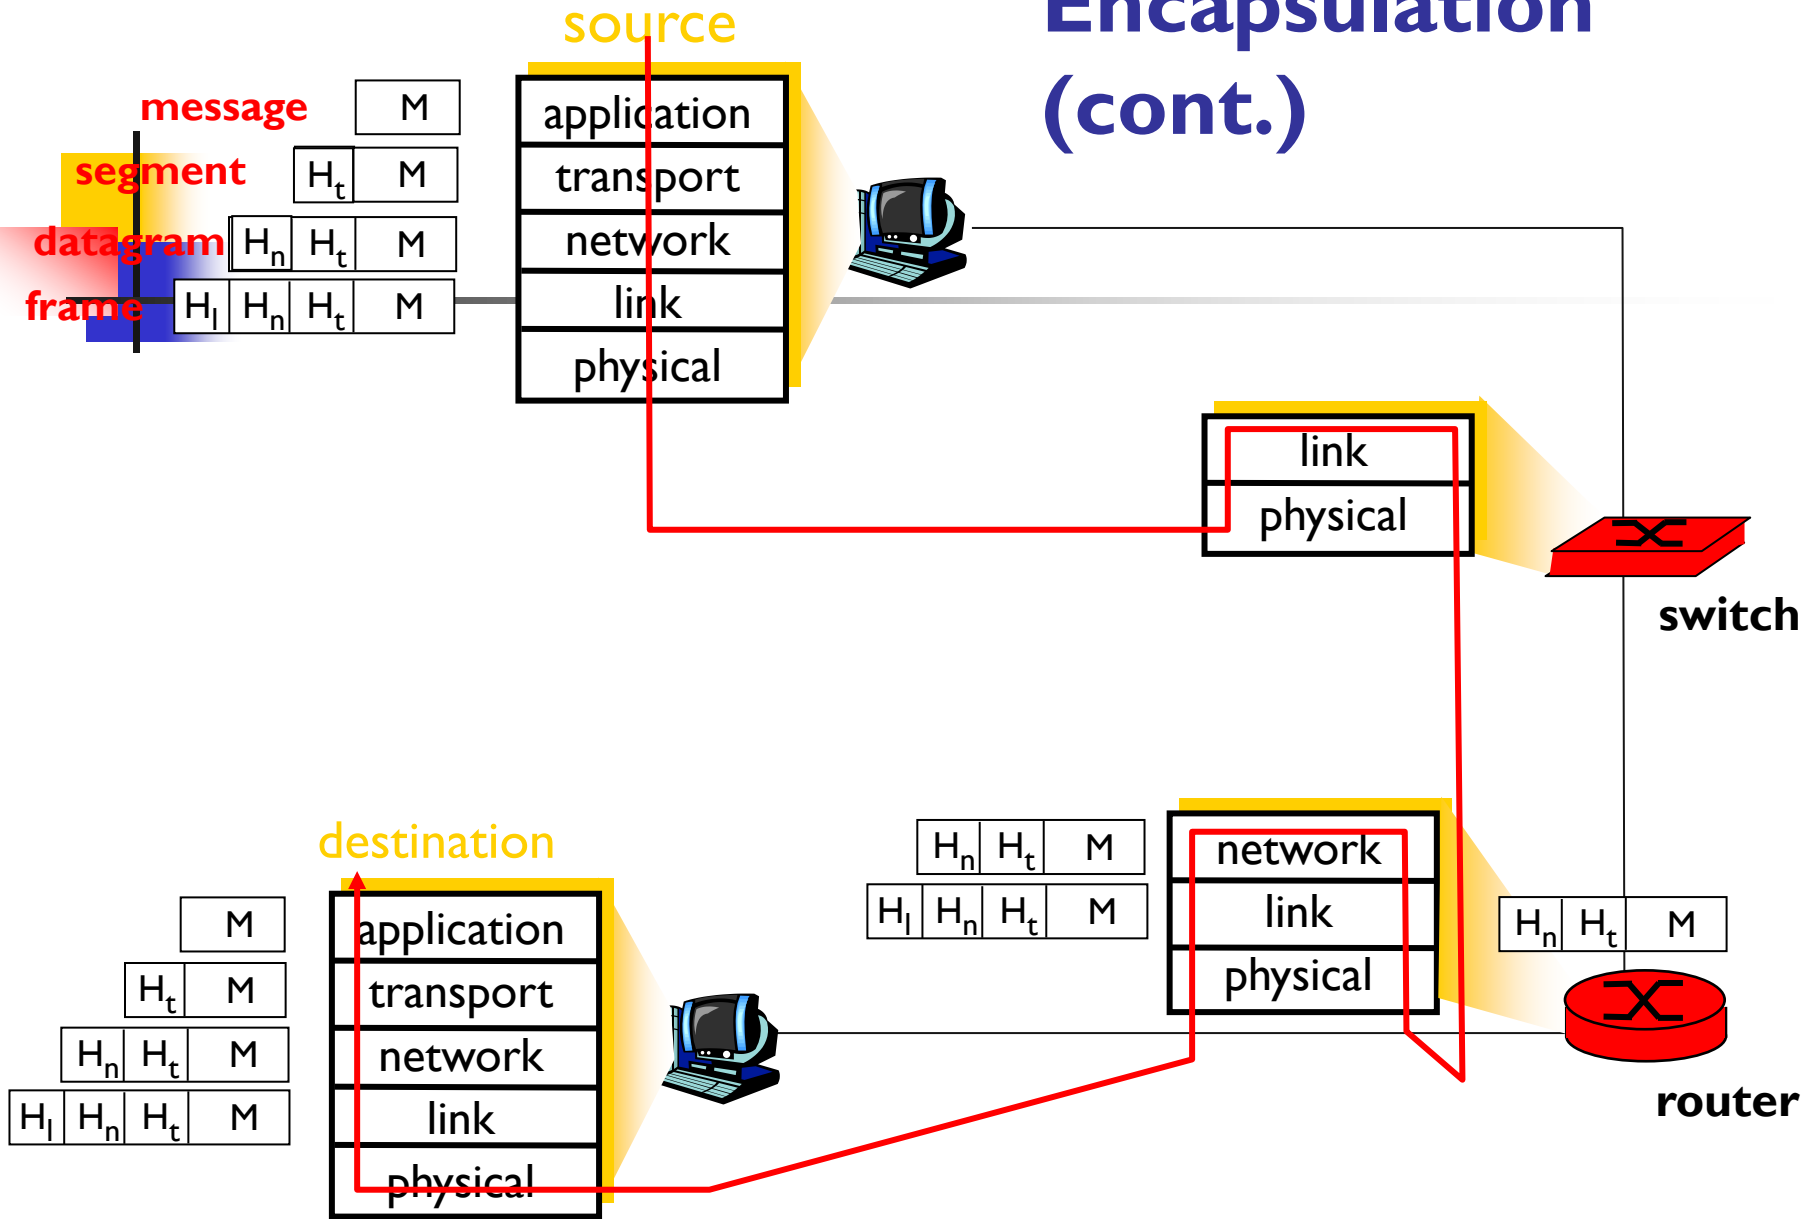 Encapsulation
(cont.)
source
message M
segment Ht M
datagram Hn Ht M
frame Hl Hn Ht M
application
transport
network
link
physical
link
physical
switch
Hn Ht M
Hl Hn Ht M
network
link
physical
Hn Ht M
router
destination
M
Ht M
Hn Ht M
Hl Hn Ht M
application
transport
network
link
physical